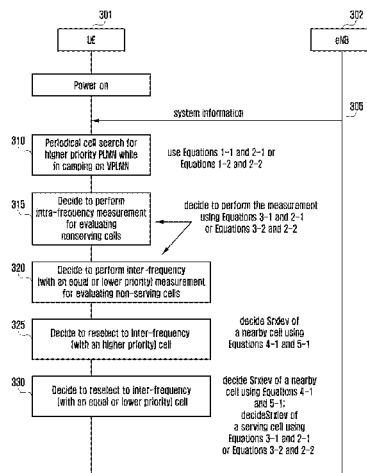 301
302
UE
eNB
Power on
305
system information
310
Periodical cell search for
higher priority PLMN while
in camping on VPLMN
use Equations 1-1 and 2-1 or
Equations 1-2 and 2-2
315
Decide to perform
intra-frequency measurement
for evaluating
nonserving cells
decide to perform the measurement
using Equations 3-1 and 2-1
or Equations 3-2 and 2-2
320
Decide to perform inter-frequency
(with an equal or lower priority) measurement
for evaluating non-serving cells
325
Decide to reselect to inter-frequency
(with an higher priority) cell
decide Srxlev of
a nearby cell using
Equations 4-1 and 5-1
330
Decide to reselect to inter-frequency
(with an equal or lower priority) cell
decide Srxlev of a nearby
cell using Equations 4-1
and 5-1;
decideSrxlev of
a serving cell using
Equations 3-1 and 2-1
or Equations 3-2 and 2-2